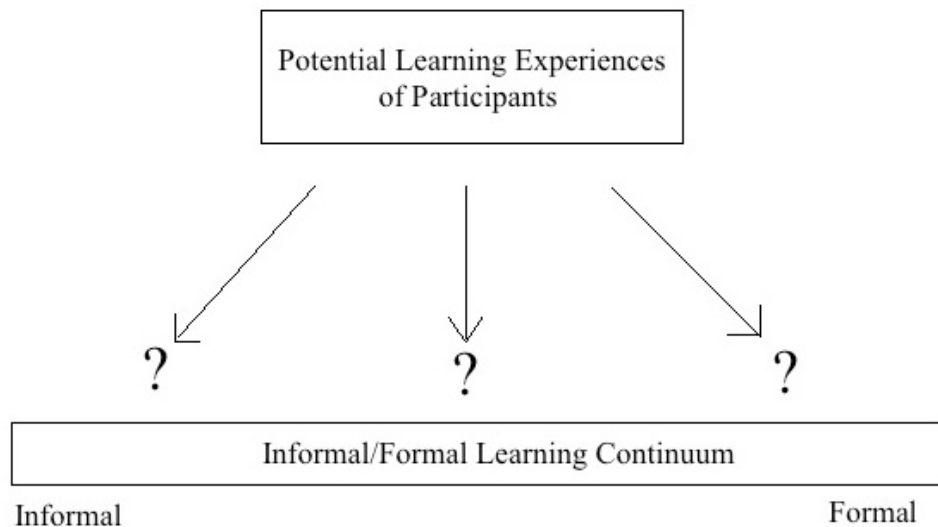 Potential Learning Experiences
of Participants
? ? ?
Informal/Formal Learning Continuum
Informal Formal